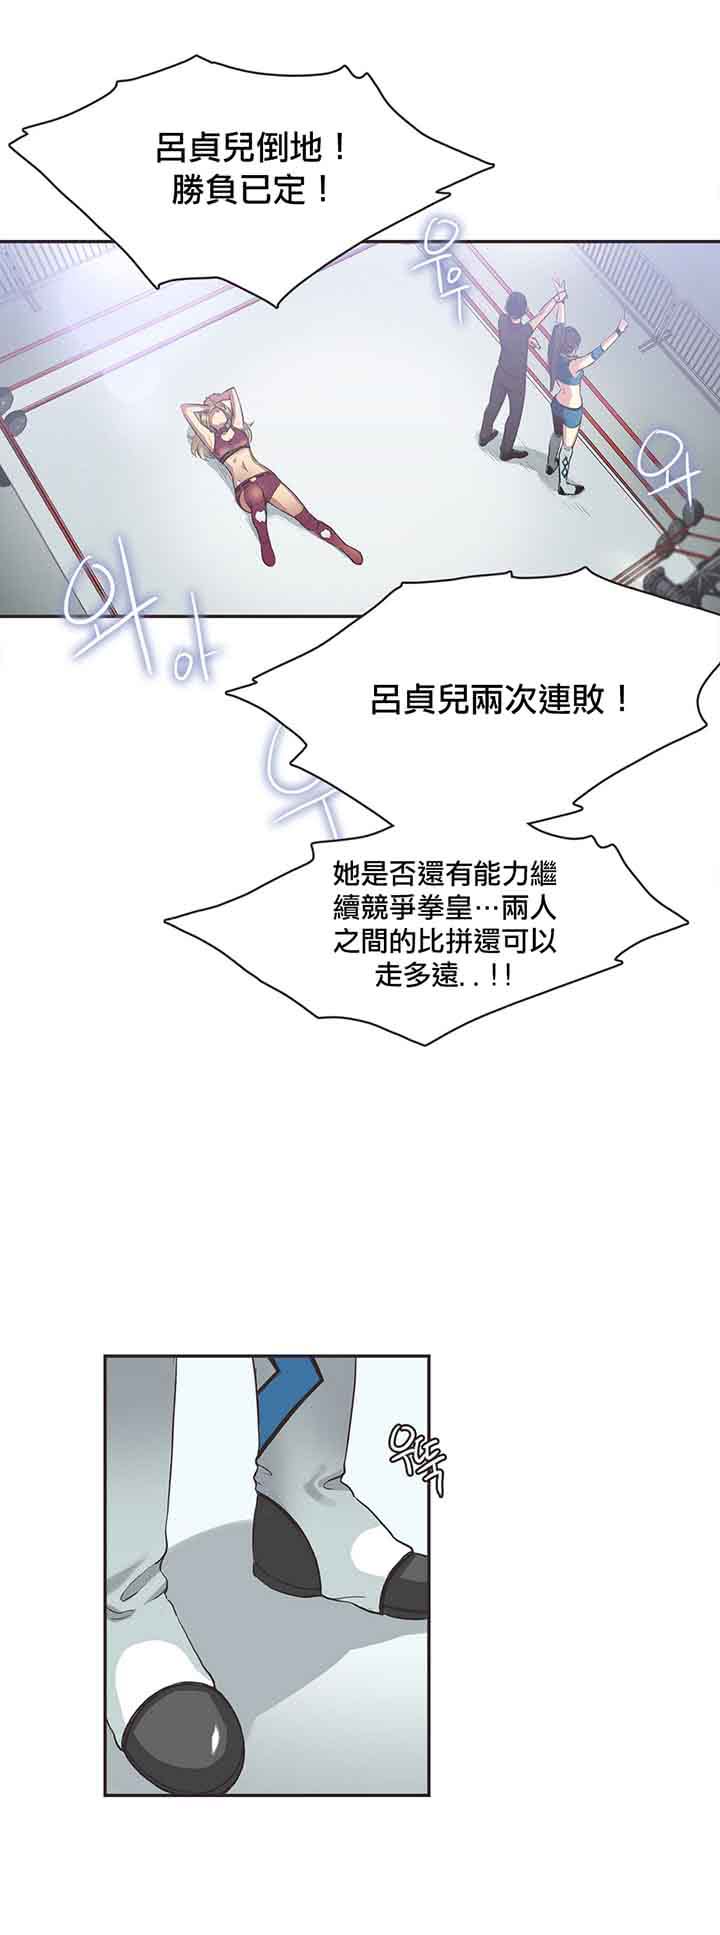 呂貞兒倒地！
勝負已定！
우우
와
와
아
呂貞兒兩次連敗！
우
她是否還有能力繼
續競爭拳皇…兩人
之間的比拼還可以
走多遠..!!
우뚝